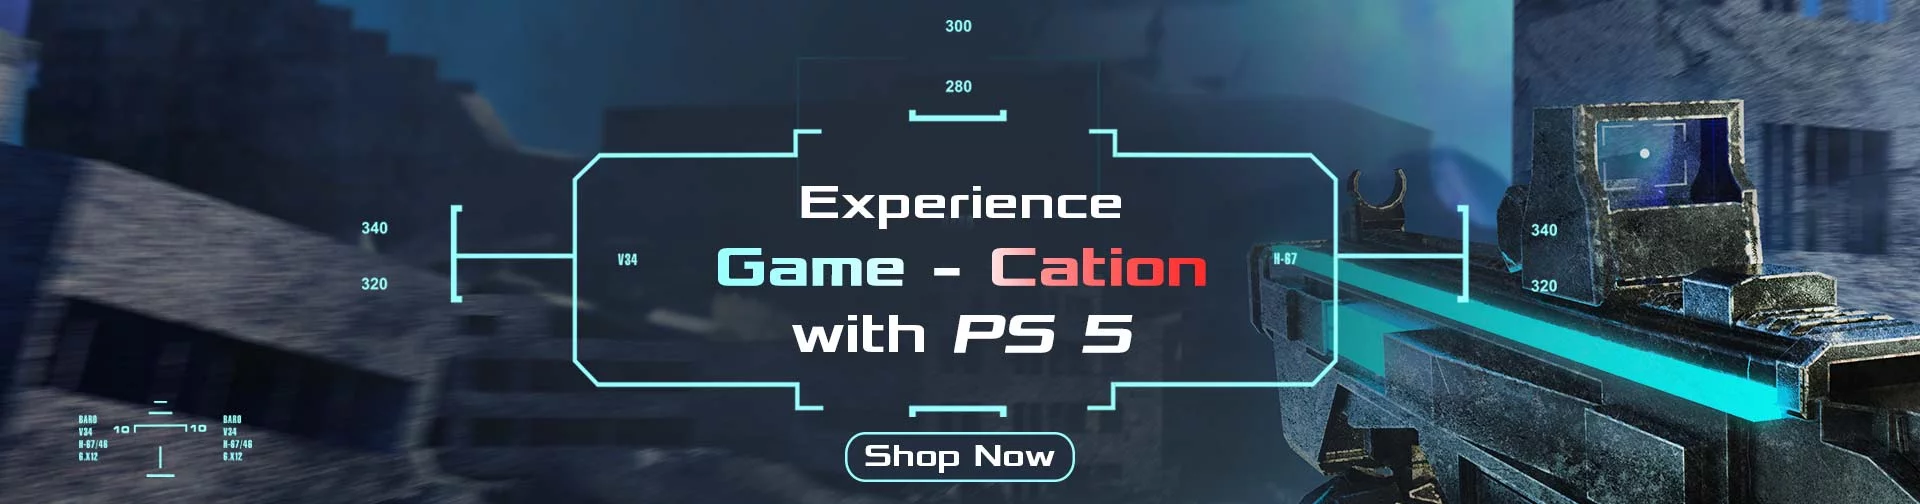 300
280
Experience
340
340
V34
Game - Cation
H-67
320
320
with PS 5
BARO
BARO
V34
10
10
V34
H-67/46
H-67/46
G.X12
G.X12
Shop Now